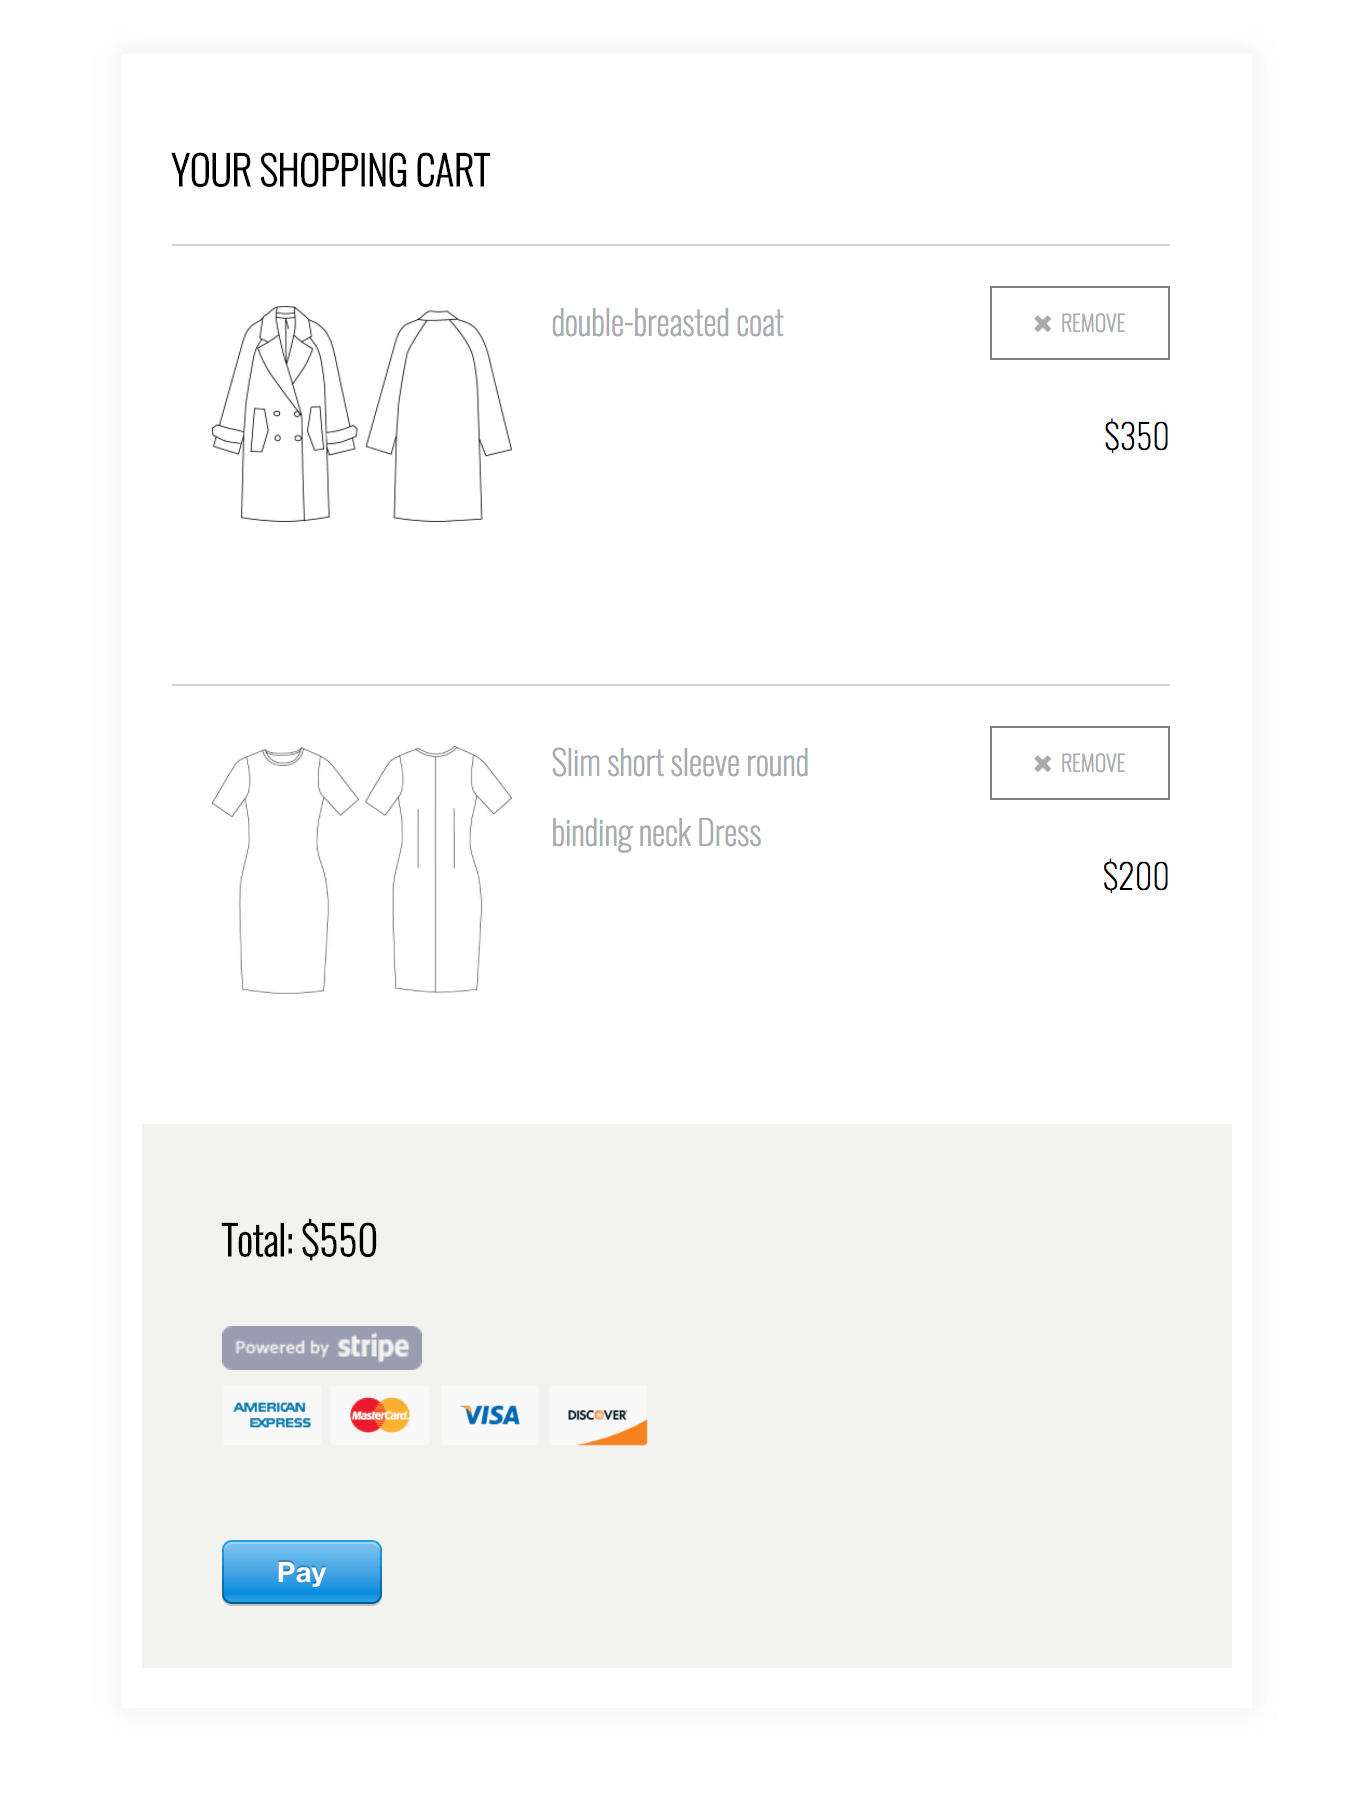 YOUR SHOPPING CART
double-breasted coat
✖ REMOVE
$350
Slim short sleeve round
binding neck Dress
✖ REMOVE
$200
Total: $550
Powered by stripe
AMERICAN
EXPRESS
MasterCard
VISA
DISCOVER
Pay